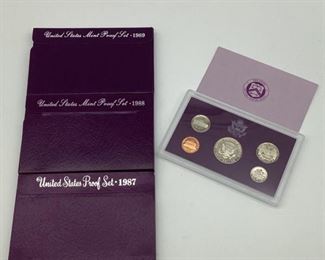 United States Mint Proof Set - 1989
United States Mint Proof Set - 1988
United States Proof Set - 1987